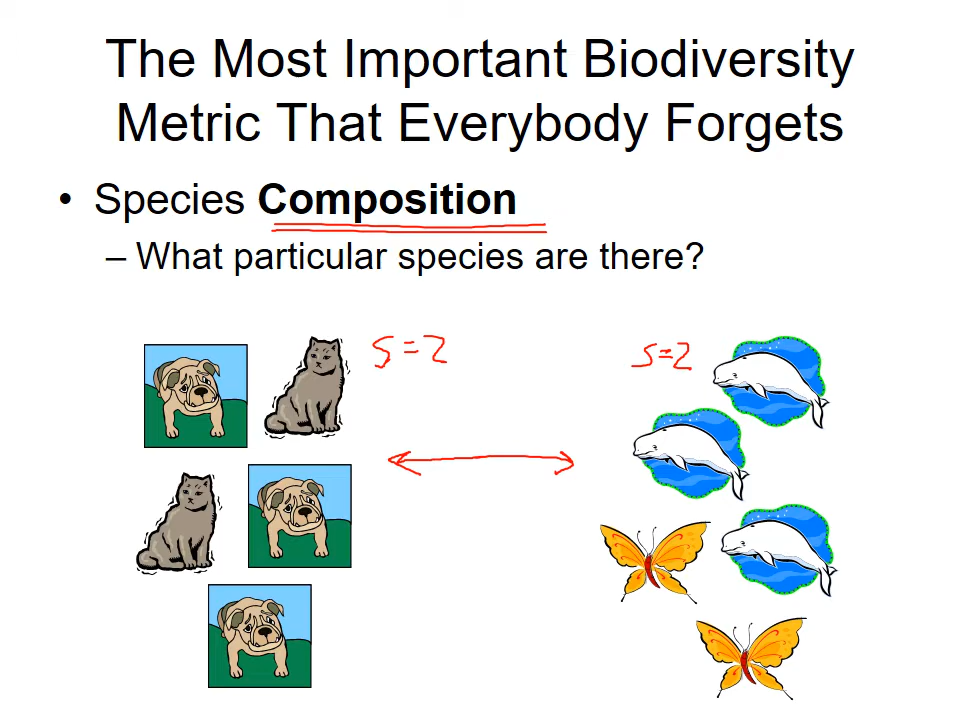 The Most Important Biodiversity
Metric That Everybody Forgets
• Species Composition
– What particular species are there?
S=2
S=2